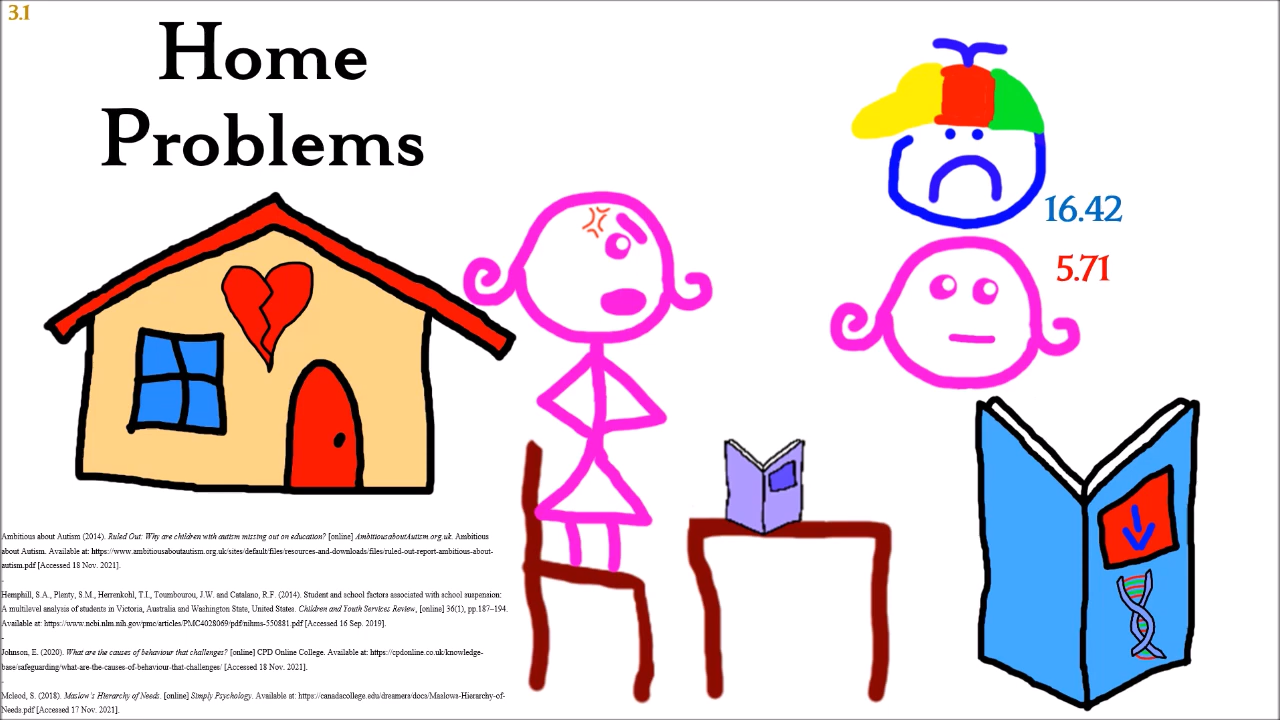 3.1
Home
Problems
16.42
5.71
Ambitious about Autism (2014). Ruled Out: Why are children with autism missing out on education? [online] AmbitiousaboutAutism.org.uk. Ambitious
about Autism. Available at: https://www.ambitiousaboutautism.org.uk/sites/default/files/resources-and-downloads/files/ruled-out-report-ambitious-about-
autism.pdf [Accessed 18 Nov. 2021].
-
Hemphill, S.A., Plenty, S.M., Herrenkohl, T.I., Toumbourou, J.W. and Catalano, R.F. (2014). Student and school factors associated with school suspension:
A multilevel analysis of students in Victoria, Australia and Washington State, United States. Children and Youth Services Review, [online] 36(1), pp.187–194.
Available at: https://www.ncbi.nlm.nih.gov/pmc/articles/PMC4028069/pdf/nihms-550881.pdf [Accessed 16 Sep. 2019].
-
Johnson, E. (2020). What are the causes of behaviour that challenges? [online] CPD Online College. Available at: https://cpdonline.co.uk/knowledge-
base/safeguarding/what-are-the-causes-of-behaviour-that-challenges/ [Accessed 18 Nov. 2021].
-
Mcleod, S. (2018). Maslow's Hierarchy of Needs. [online] Simply Psychology. Available at: https://canadacollege.edu/dreamers/docs/Maslows-Hierarchy-of-
Needs.pdf [Accessed 17 Nov. 2021].